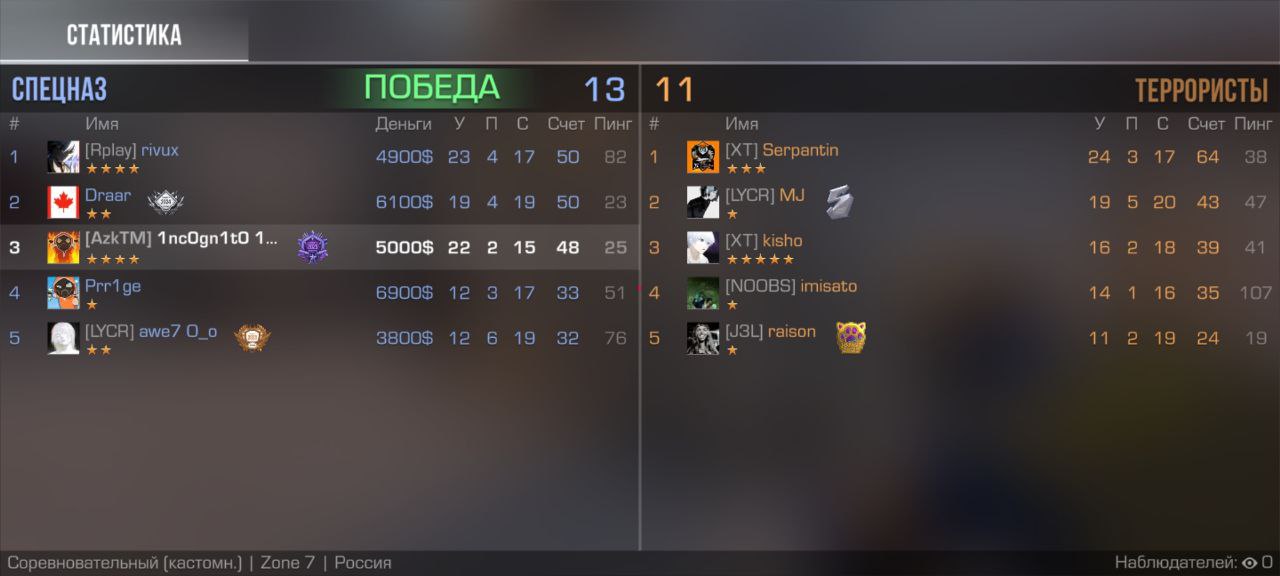 СТАТИСТИКА
СПЕЦНАЗ ПОБЕДА 13 11 ТЕРРОРИСТЫ
# Имя Деньги У П С Счет Пинг # Имя У П С Счет Пинг
1 [Rplay] rivux 4900$ 23 4 17 50 82 1 [XT] Serpantin 24 3 17 64 38
2 Draar 6100$ 19 4 19 50 23 2 [LYCR] MJ 19 5 20 43 47
3 [AzkTM] 1nc0gn1t0 1... 5000$ 22 2 15 48 25 3 [XT] kisho 16 2 18 39 41
4 Prr1ge 6900$ 12 3 17 33 51 4 [NOOBS] imisato 14 1 16 35 107
5 [LYCR] awe7 0_o 3800$ 12 6 19 32 76 5 [J3L] raison 11 2 19 24 19
Соревновательный (кастомн.) | Zone 7 | Россия Наблюдателей: 0